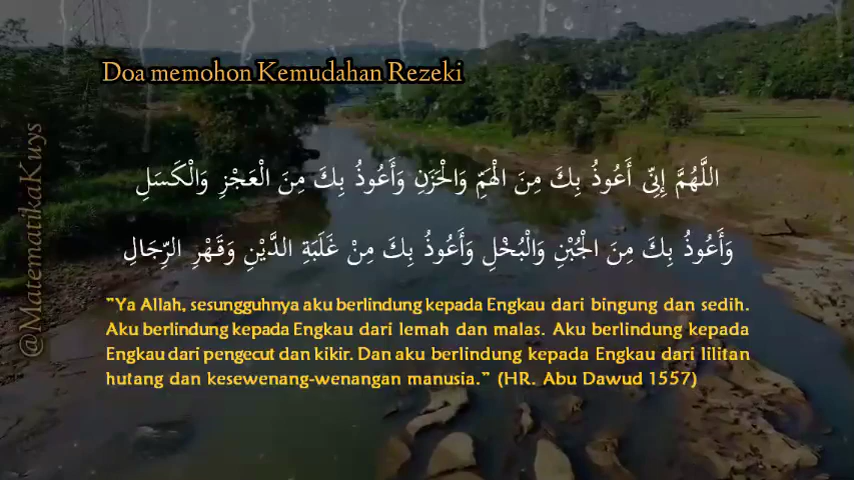 Doa memohon Kemudahan Rezeki
اللَّهُمَّ إِنِّى أَعُوذُ بِكَ مِنَ الْهَمِّ وَالْحَزَنِ وَأَعُوذُ بِكَ مِنَ الْعَجْزِ وَالْكَسَلِ
وَأَعُوذُ بِكَ مِنَ الْجُبْنِ وَالْبُخْلِ وَأَعُوذُ بِكَ مِنْ غَلَبَةِ الدَّيْنِ وَقَهْرِ الرِّجَالِ
"Ya Allah, sesungguhnya aku berlindung kepada Engkau dari bingung dan sedih.
Aku berlindung kepada Engkau dari lemah dan malas. Aku berlindung kepada
Engkau dari pengecut dan kikir. Dan aku berlindung kepada Engkau dari lilitan
hutang dan kesewenang-wenangan manusia." (HR. Abu Dawud 1557)
@MatematikaKuys